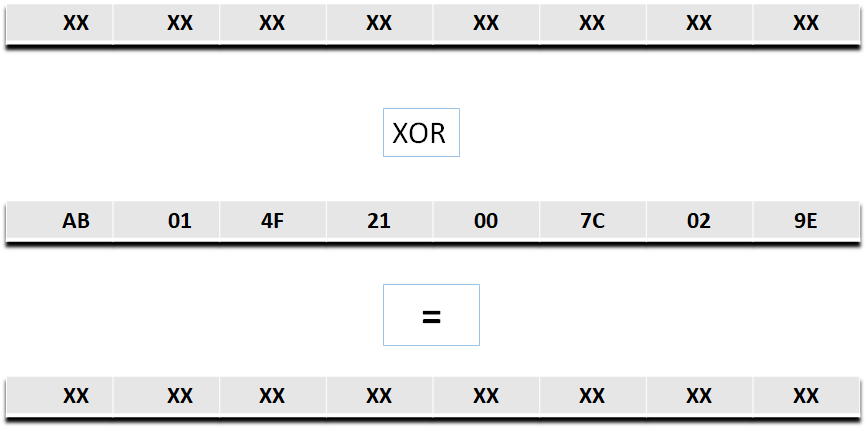 XX XX XX XX XX XX XX XX
XOR
AB 01 4F 21 00 7C 02 9E
=
XX XX XX XX XX XX XX XX